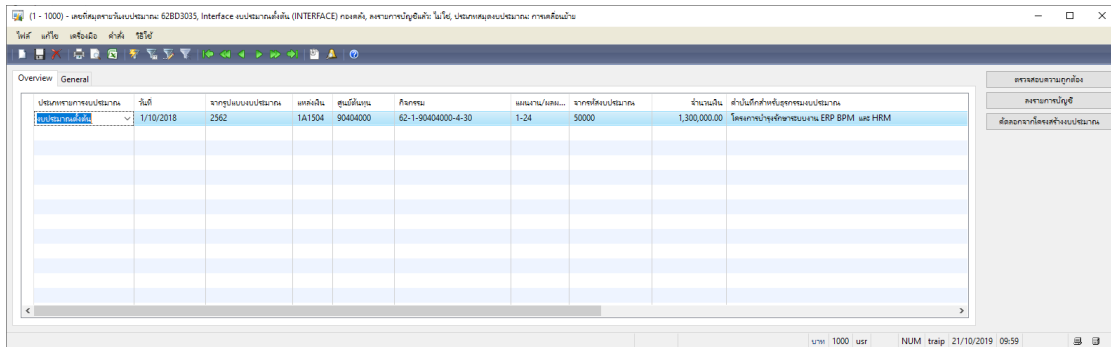 (1 - 1000) - เลขที่สมุดรายวันงบประมาณ: 62BD3035, Interface งบประมาณตั้งต้น (INTERFACE) กองคลัง, ลงรายการบัญชีแล้ว: ไม่ใช่, ประเภทสมุดงบประมาณ: การเคลื่อนย้าย
ไฟล์ แก้ไข เครื่องมือ คำสั่ง วิธีใช้
Overview General
ตรวจสอบความถูกต้อง
ลงรายการบัญชี
คัดลอกจากโครงสร้างงบประมาณ
ประเภทรายการงบประมาณ วันที่ จากรูปแบบงบประมาณ แหล่งเงิน ศูนย์ต้นทุน กิจกรรม แผนงาน/ผลผ... จากรหัสงบประมาณ จำนวนเงิน คำบันทึกสำหรับธุรกรรมงบประมาณ
งบประมาณตั้งต้น 1/10/2018 2562 1A1504 90404000 62-1-90404000-4-30 1-24 50000 1,300,000.00 โครงการบำรุงรักษาระบบงาน ERP BPM และ HRM
บาท 1000 usr NUM traip 21/10/2019 09:59